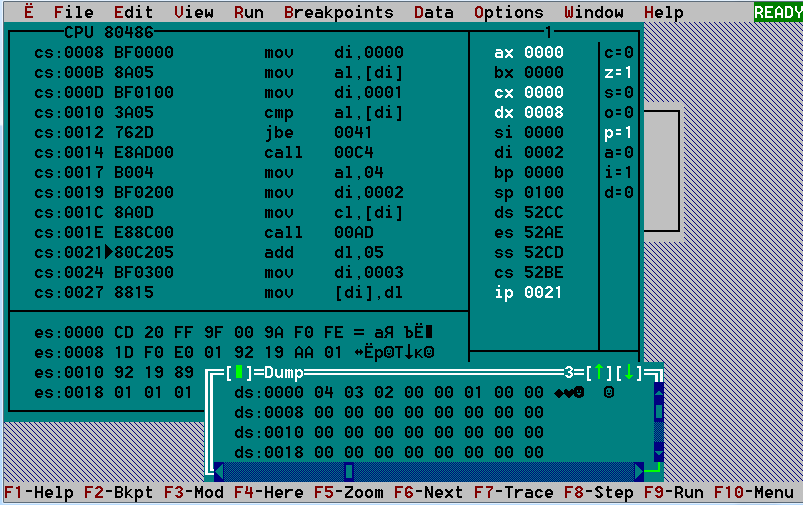 Ë File Edit View Run Breakpoints Data Options Window Help READY
CPU 80486 1
cs:0008 BF0000 mov di,0000 ax 0000 c=0
cs:000B 8A05 mov al,[di] bx 0000 z=1
cs:000D BF0100 mov di,0001 cx 0000 s=0
cs:0010 3A05 cmp al,[di] dx 0008 o=0
cs:0012 762D jbe 0041 si 0000 p=1
cs:0014 E8AD00 call 00C4 di 0002 a=0
cs:0017 B004 mov al,04 bp 0000 i=1
cs:0019 BF0200 mov di,0002 sp 0100 d=0
cs:001C 8A0D mov cl,[di] ds 52CC
cs:001E E88C00 call 00AD es 52AE
cs:0021►80C205 add dl,05 ss 52CD
cs:0024 BF0300 mov di,0003 cs 52BE
cs:0027 8815 mov [di],dl ip 0021
es:0000 CD 20 FF 9F 00 9A F0 FE = aЯ ЪË■
es:0008 1D F0 E0 01 92 19 AA 01 ↔Ëp☺T↓к☺
es:0010 92 19 89
es:0018 01 01 01
[■]=Dump 3=[↑][↓]
ds:0000 04 03 02 00 00 01 00 00 ♦♥☻ ☺
ds:0008 00 00 00 00 00 00 00 00
ds:0010 00 00 00 00 00 00 00 00
ds:0018 00 00 00 00 00 00 00 00
F1-Help F2-Bkpt F3-Mod F4-Here F5-Zoom F6-Next F7-Trace F8-Step F9-Run F10-Menu